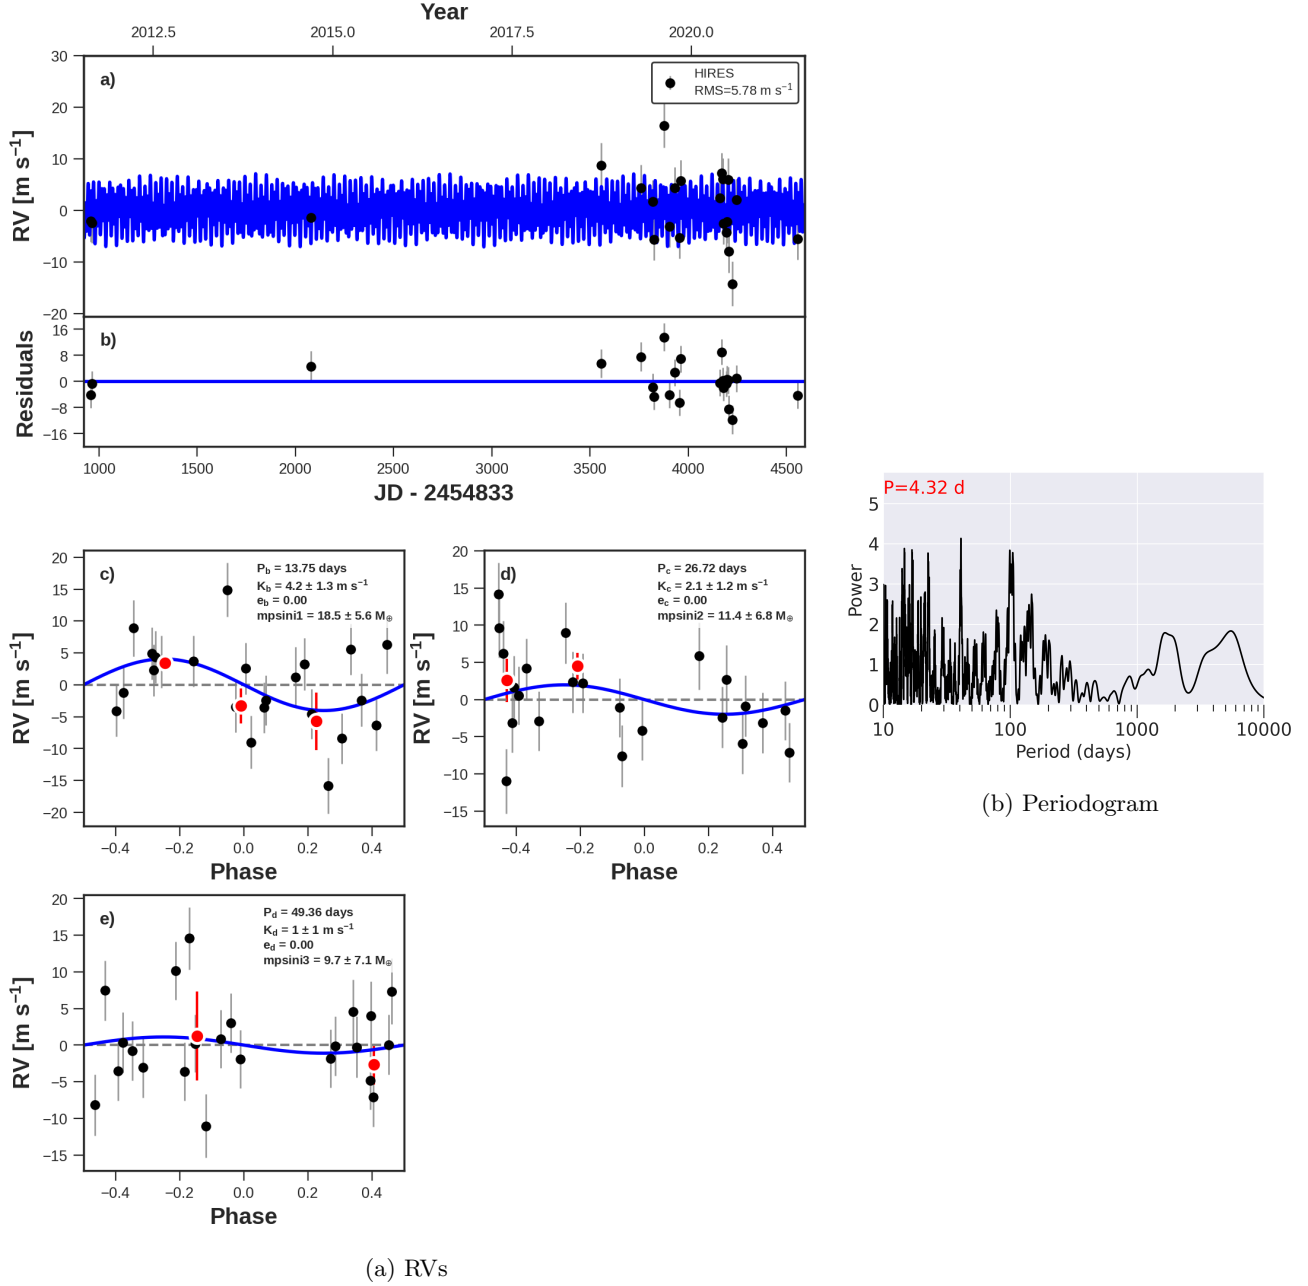 Year
2012.5 2015.0 2017.5 2020.0
a)
HIRES
RMS=5.78 m s⁻¹
30
20
10
0
−10
−20
RV [m s⁻¹]
b)
16
8
0
−8
−16
Residuals
1000 1500 2000 2500 3000 3500 4000 4500
JD - 2454833
c)
P_b = 13.75 days
K_b = 4.2 ± 1.3 m s⁻¹
e_b = 0.00
mpsini1 = 18.5 ± 5.6 M⊕
20
15
10
5
0
−5
−10
−15
−20
RV [m s⁻¹]
−0.4 −0.2 0.0 0.2 0.4
Phase
d)
P_c = 26.72 days
K_c = 2.1 ± 1.2 m s⁻¹
e_c = 0.00
mpsini2 = 11.4 ± 6.8 M⊕
20
15
10
5
0
−5
−10
−15
RV [m s⁻¹]
−0.4 −0.2 0.0 0.2 0.4
Phase
e)
P_d = 49.36 days
K_d = 1 ± 1 m s⁻¹
e_d = 0.00
mpsini3 = 9.7 ± 7.1 M⊕
20
15
10
5
0
−5
−10
−15
RV [m s⁻¹]
−0.4 −0.2 0.0 0.2 0.4
Phase
(a) RVs
P=4.32 d
5
4
3
2
1
0
Power
10 100 1000 10000
Period (days)
(b) Periodogram